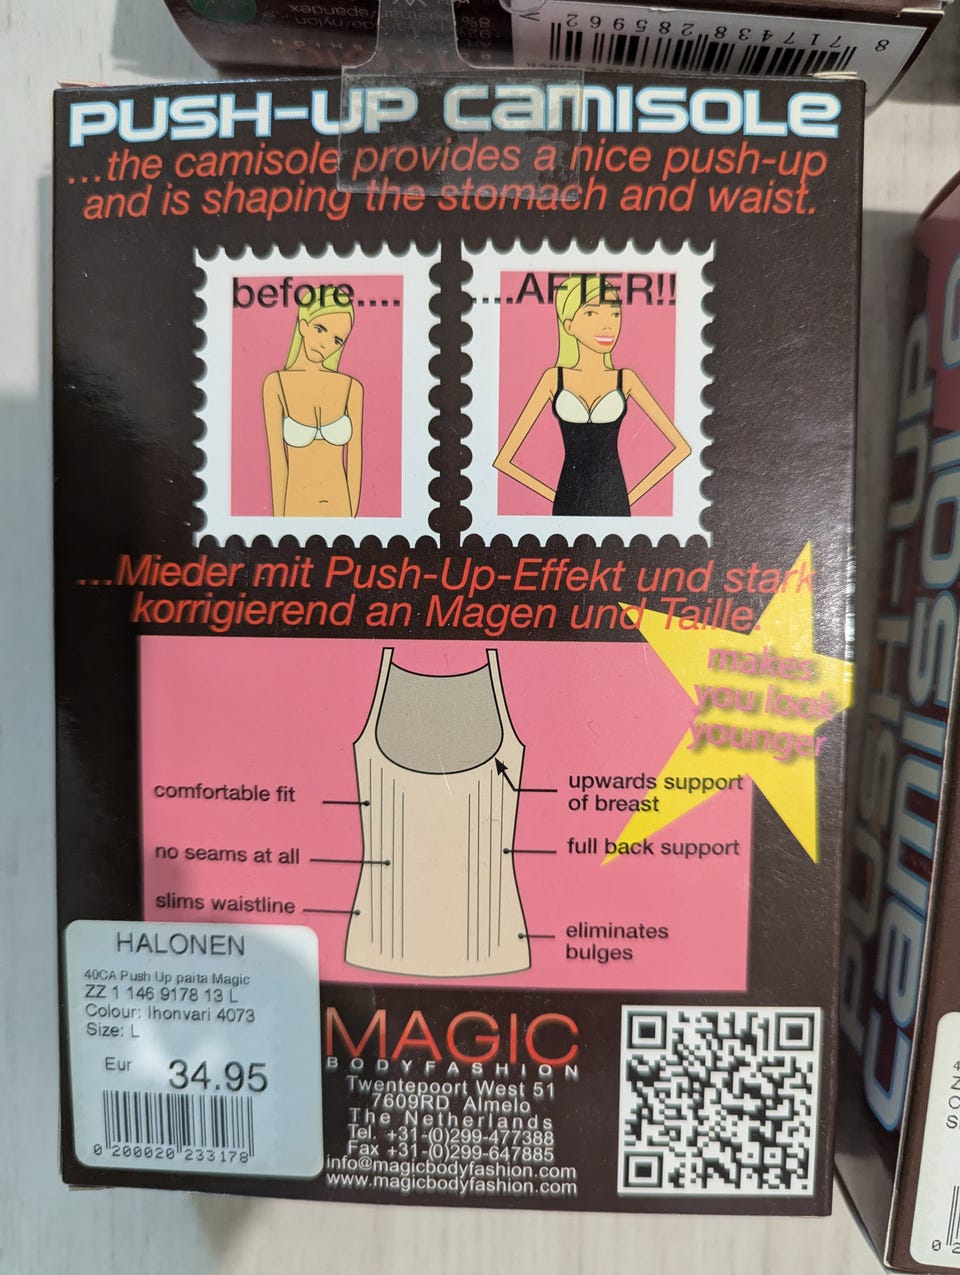 8 717438 285962
PUSH-UP camisole
...the camisole provides a nice push-up
and is shaping the stomach and waist.
before....
....AFTER!!
...Mieder mit Push-Up-Effekt und stark
korrigierend an Magen und Taille.
makes
you look
younger
comfortable fit
no seams at all
slims waistline
upwards support
of breast
full back support
eliminates
bulges
HALONEN
40CA Push Up paita Magic
ZZ 1 146 9178 13 L
Colour: Ihonvari 4073
Size: L
Eur 34.95
0 200020 233178
MAGIC
BODYFASHION
Twentepoort West 51
7609RD Almelo
The Netherlands
Tel. +31-(0)299-477388
Fax +31-(0)299-647885
info@magicbodyfashion.com
www.magicbodyfashion.com
PUSH-UP
camisole